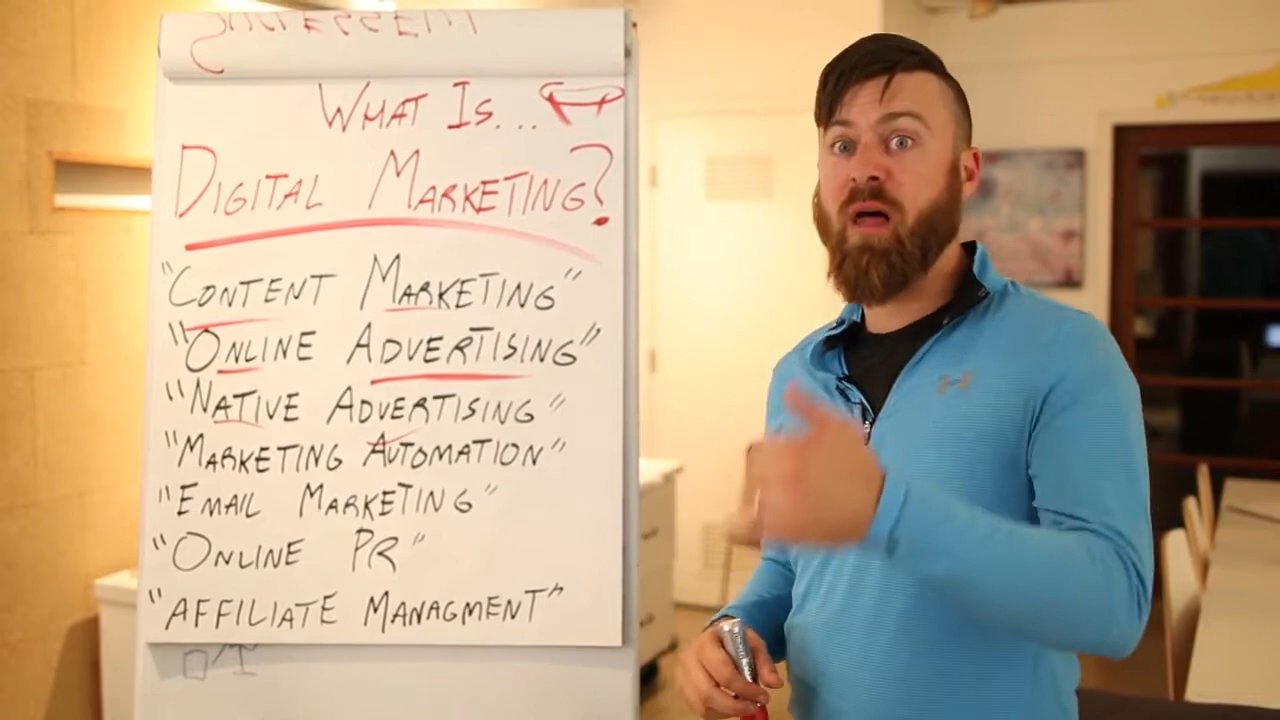 What Is...
Digital Marketing?
"Content Marketing"
"Online Advertising"
"Native Advertising"
"Marketing Automation"
"Email Marketing"
"Online PR"
"Affiliate Managment"